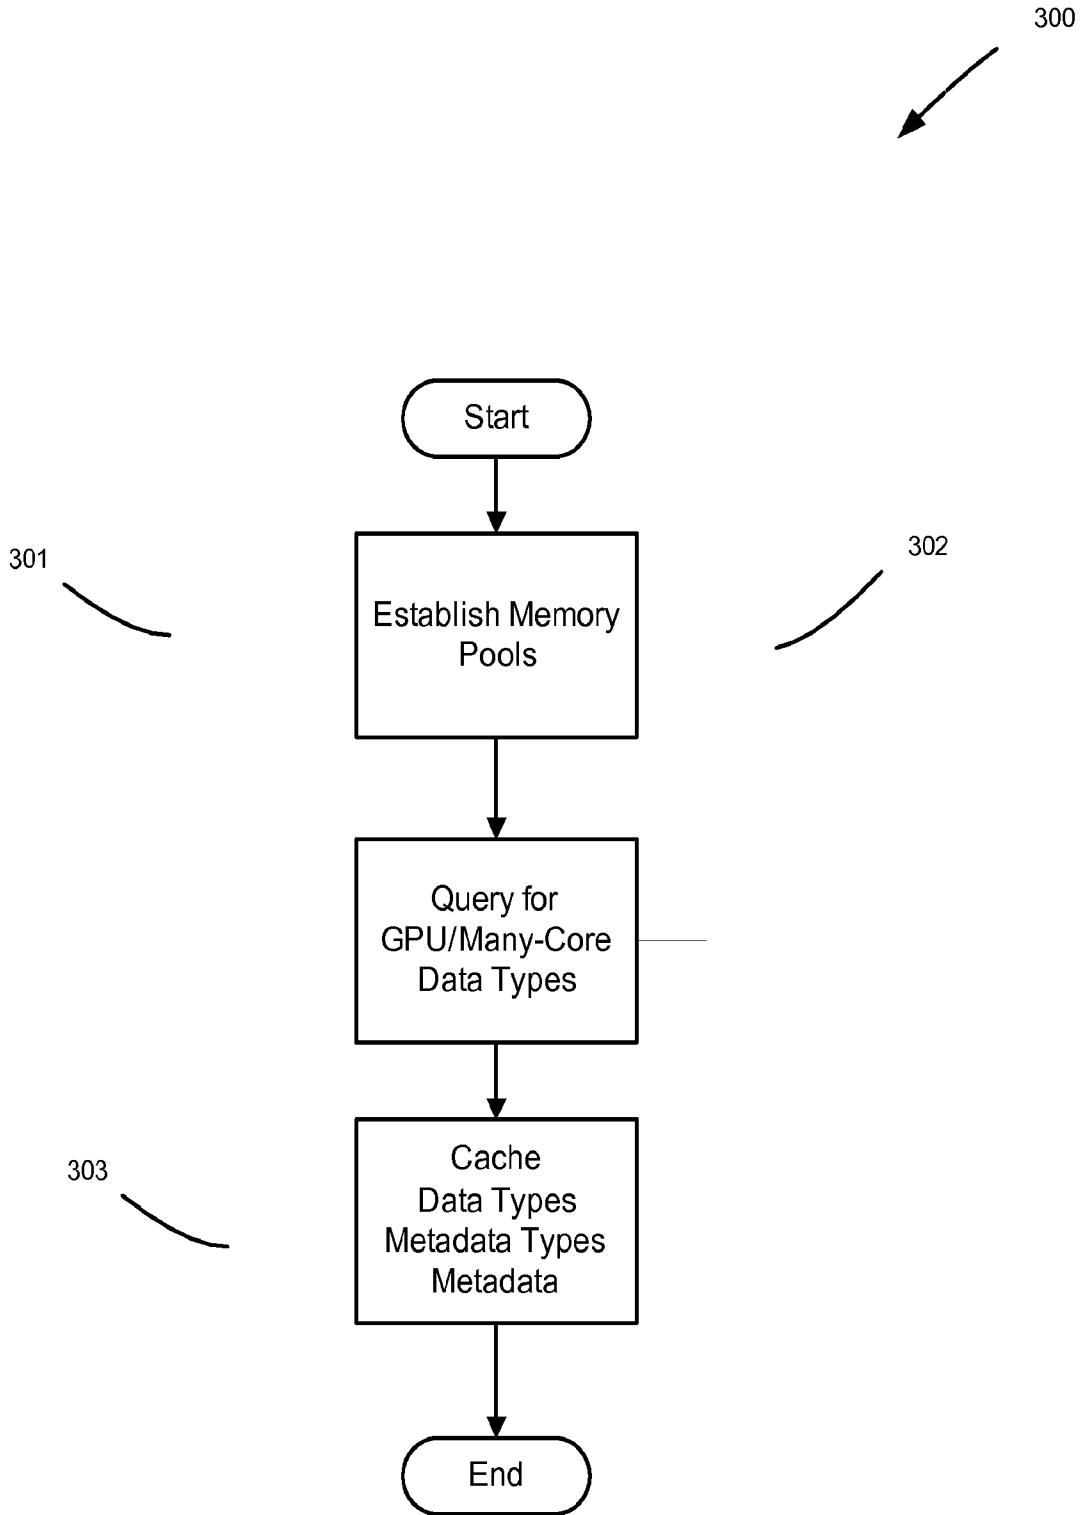 300
Start
301
302
Establish Memory
Pools
Query for
GPU/Many-Core
Data Types
303
Cache
Data Types
Metadata Types
Metadata
End